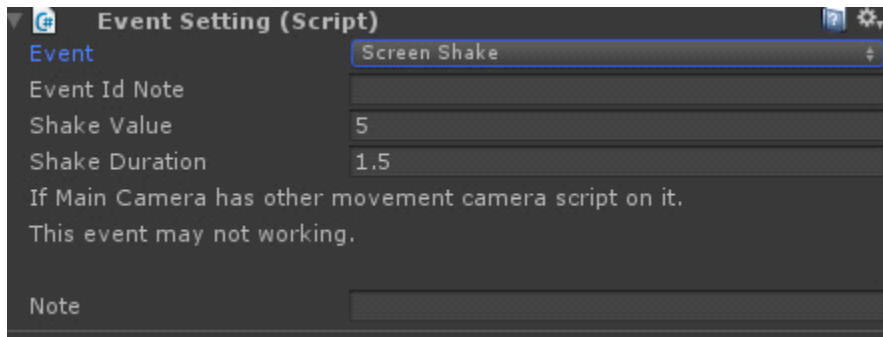 Event Setting (Script)
Event Screen Shake
Event Id Note
Shake Value 5
Shake Duration 1.5
If Main Camera has other movement camera script on it.
This event may not working.
Note